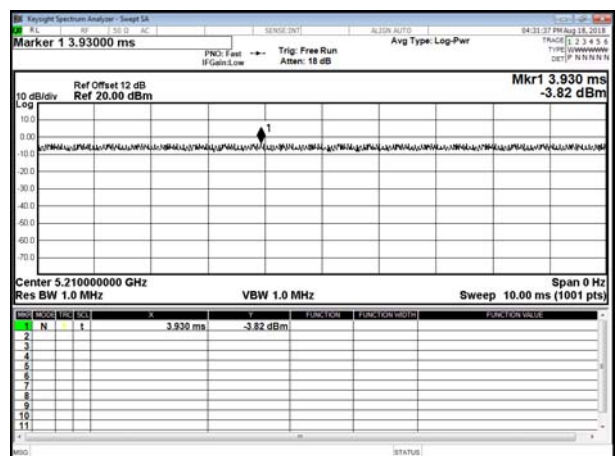 Keysight Spectrum Analyzer - Swept SA
RL RF 50 Ω AC SENSE:INT ALIGN AUTO 04:31:37 PM Aug 18, 2018
Marker 1 3.93000 ms
PNO: Fast Trig: Free Run Avg Type: Log-Pwr TRACE 1 2 3 4 5 6
IFGain:Low Atten: 18 dB TYPE WWWWWW
DET P N N N N N
Mkr1 3.930 ms
-3.82 dBm
Ref Offset 12 dB
10 dB/div Ref 20.00 dBm
Log
10.0
0.00
1
-10.0
-20.0
-30.0
-40.0
-50.0
-60.0
-70.0
Center 5.210000000 GHz Span 0 Hz
Res BW 1.0 MHz VBW 1.0 MHz Sweep 10.00 ms (1001 pts)
MKR MODE TRC SCL X Y FUNCTION FUNCTION WIDTH FUNCTION VALUE
1 N 1 t 3.930 ms -3.82 dBm
2
3
4
5
6
7
8
9
10
11
MSG STATUS